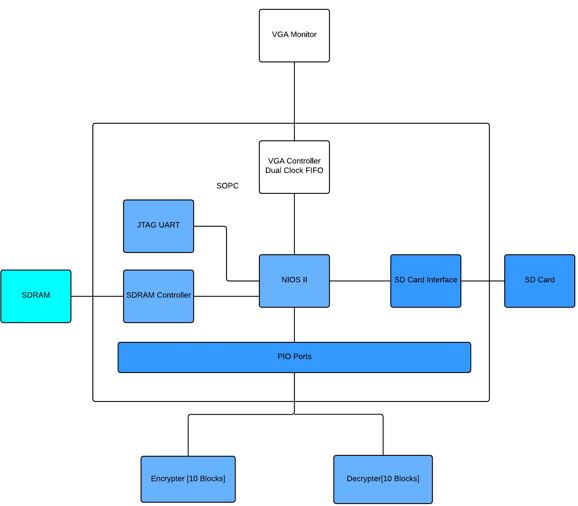 VGA Monitor
VGA Controller
Dual Clock FIFO
SOPC
JTAG UART
NIOS II
SD Card Interface
SD Card
SDRAM
SDRAM Controller
PIO Ports
Encrypter [10 Blocks]
Decrypter[10 Blocks]